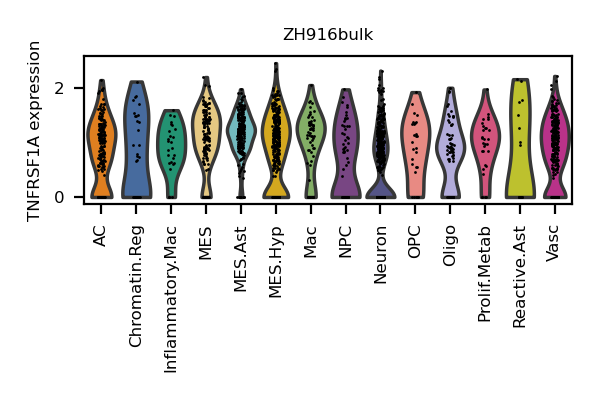 ZH916bulk
TNFRSF1A expression
2
0
AC
Chromatin.Reg
Inflammatory.Mac
MES
MES.Ast
MES.Hyp
Mac
NPC
Neuron
OPC
Oligo
Prolif.Metab
Reactive.Ast
Vasc